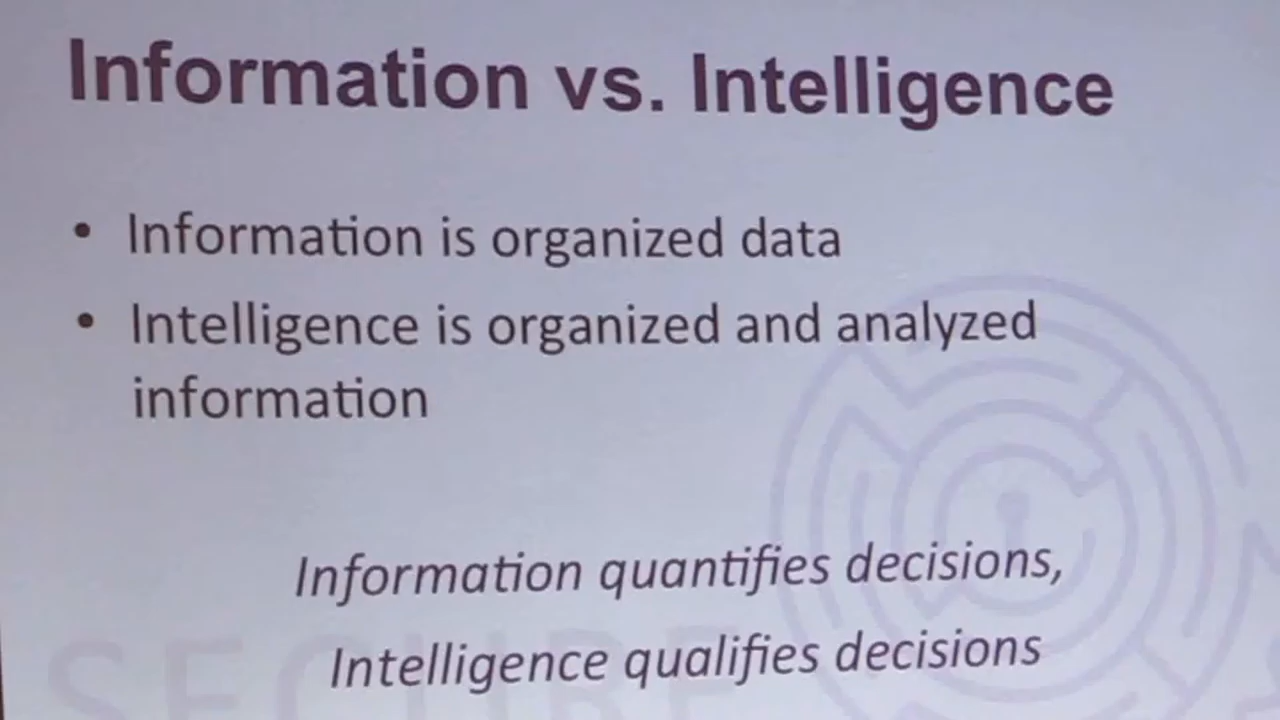 Information vs. Intelligence
• Information is organized data
• Intelligence is organized and analyzed
information
Information quantifies decisions,
Intelligence qualifies decisions
SECURE